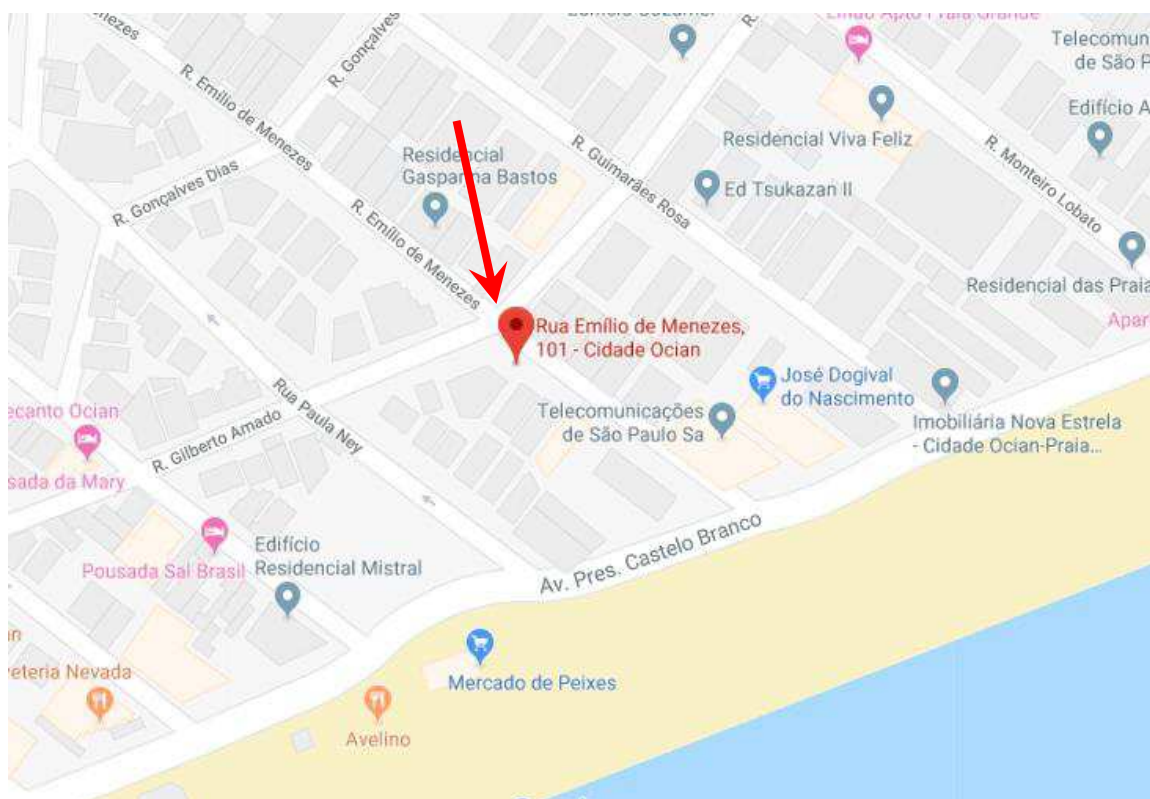 R. Gonçalves
Telecomun
de São P
R. Emílio de Menezes
Edifício A
Residencial Viva Feliz
Residencial
Gasparina Bastos
R. Guimarães Rosa
R. Monteiro Lobato
R. Gonçalves Dias
Ed Tsukazan II
R. Emílio de Menezes
Residencial das Praia
Apar
Rua Emílio de Menezes,
101 - Cidade Ocian
José Dogival
do Nascimento
Rua Paula Ney
ecanto Ocian
Telecomunicações
de São Paulo Sa
Imobiliária Nova Estrela
- Cidade Ocian-Praia...
R. Gilberto Amado
sada da Mary
Av. Pres. Castelo Branco
Edifício
Residencial Mistral
Pousada Sal Brasil
an
veteria Nevada
Mercado de Peixes
Avelino